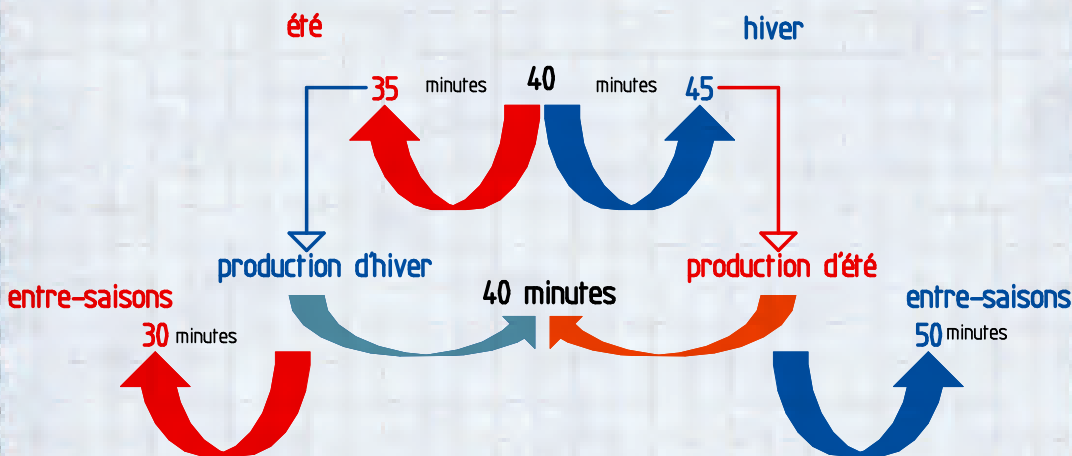 été
hiver
35 minutes 40 minutes 45
production d'hiver
production d'été
40 minutes
entre-saisons
entre-saisons
30 minutes
50 minutes